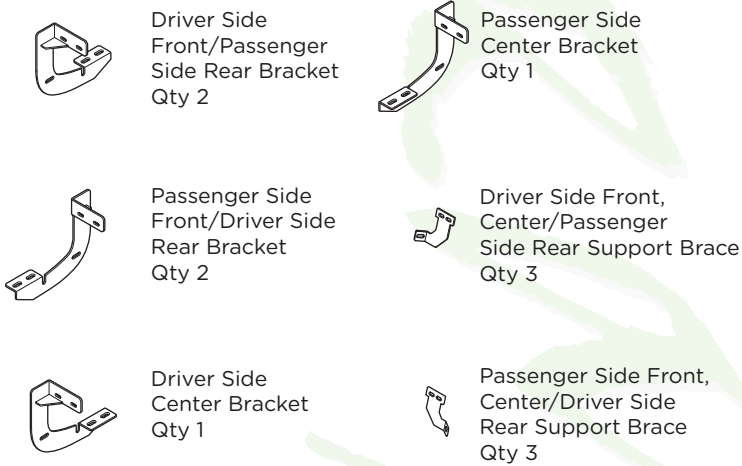 Driver Side
Front/Passenger
Side Rear Bracket
Qty 2
Passenger Side
Center Bracket
Qty 1
Passenger Side
Front/Driver Side
Rear Bracket
Qty 2
Driver Side Front,
Center/Passenger
Side Rear Support Brace
Qty 3
Driver Side
Center Bracket
Qty 1
Passenger Side Front,
Center/Driver Side
Rear Support Brace
Qty 3